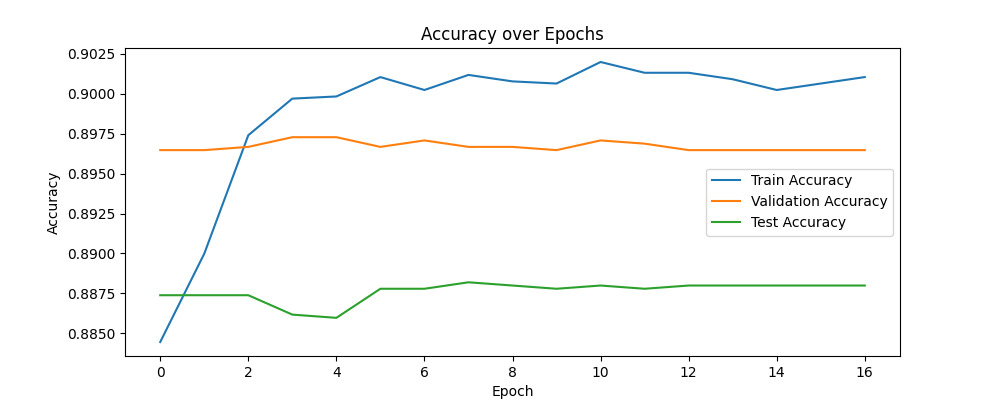 Accuracy over Epochs
Accuracy
0.9025
0.9000
0.8975
0.8950
0.8925
0.8900
0.8875
0.8850
Train Accuracy
Validation Accuracy
Test Accuracy
0 2 4 6 8 10 12 14 16
Epoch